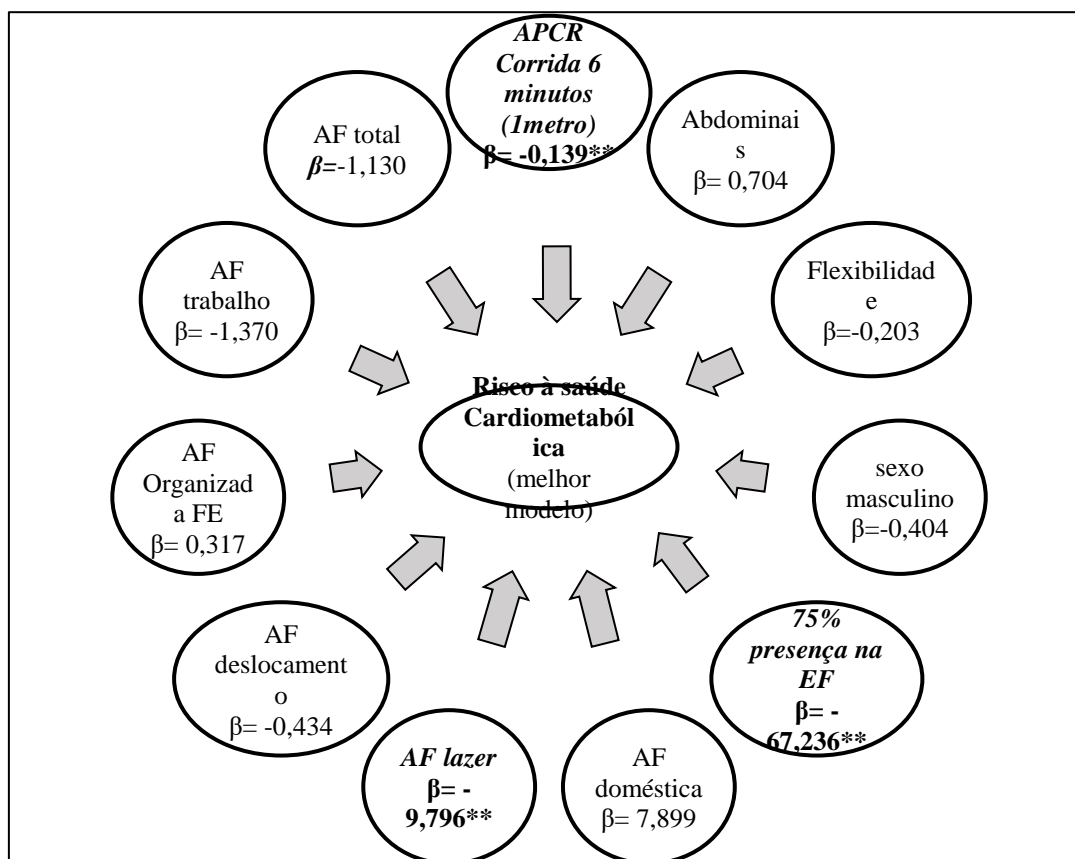 APCR
Corrida 6
minutos
(1metro)
β= -0,139**
Abdominai
s
β= 0,704
Flexibilidad
e
β=-0,203
sexo
masculino
β=-0,404
75%
presença na
EF
β= -
67,236**
AF
doméstica
β= 7,899
AF lazer
β= -
9,796**
AF
deslocament
o
β= -0,434
AF
Organizad
a FE
β= 0,317
AF
trabalho
β= -1,370
AF total
β=-1,130
Risco à saúde
Cardiometaból
ica
(melhor
modelo)